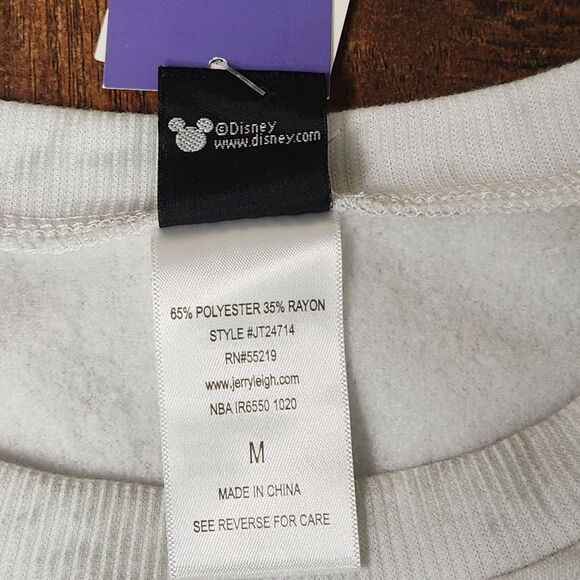 ©Disney
www.disney.com
65% POLYESTER 35% RAYON
STYLE #JT24714
RN#55219
www.jerryleigh.com
NBA IR6550 1020
M
MADE IN CHINA
SEE REVERSE FOR CARE